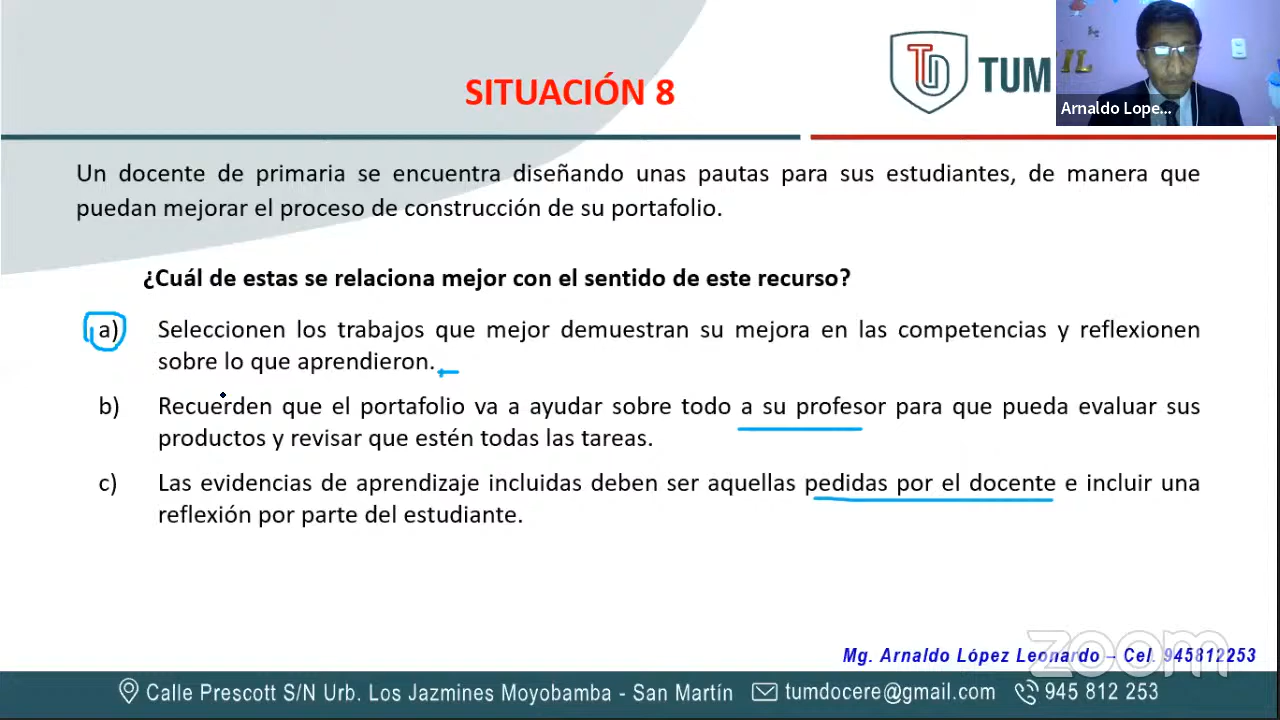 SITUACIÓN 8
TD
TUM
IL
Arnaldo Lope...
Un docente de primaria se encuentra diseñando unas pautas para sus estudiantes, de manera que
puedan mejorar el proceso de construcción de su portafolio.
¿Cuál de estas se relaciona mejor con el sentido de este recurso?
a) Seleccionen los trabajos que mejor demuestran su mejora en las competencias y reflexionen
sobre lo que aprendieron.
b) Recuerden que el portafolio va a ayudar sobre todo a su profesor para que pueda evaluar sus
productos y revisar que estén todas las tareas.
c) Las evidencias de aprendizaje incluidas deben ser aquellas pedidas por el docente e incluir una
reflexión por parte del estudiante.
zoom
Mg. Arnaldo López Leonardo – Cel. 945812253
Calle Prescott S/N Urb. Los Jazmines Moyobamba - San Martín tumdocere@gmail.com 945 812 253